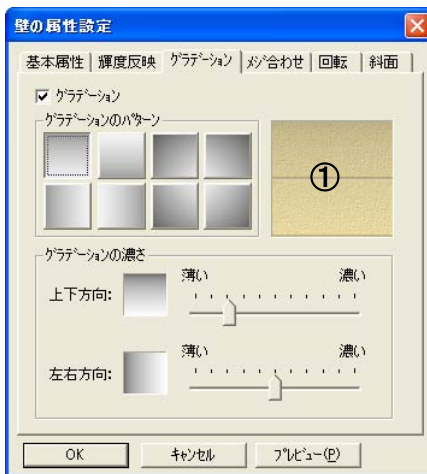 壁の属性設定
基本属性 輝度反映 グラデーション メジ合わせ 回転 斜面
グラデーション
グラデーションのパターン
①
グラデーションの濃さ
薄い 濃い
上下方向:
薄い 濃い
左右方向:
OK キャンセル プレビュー(P)